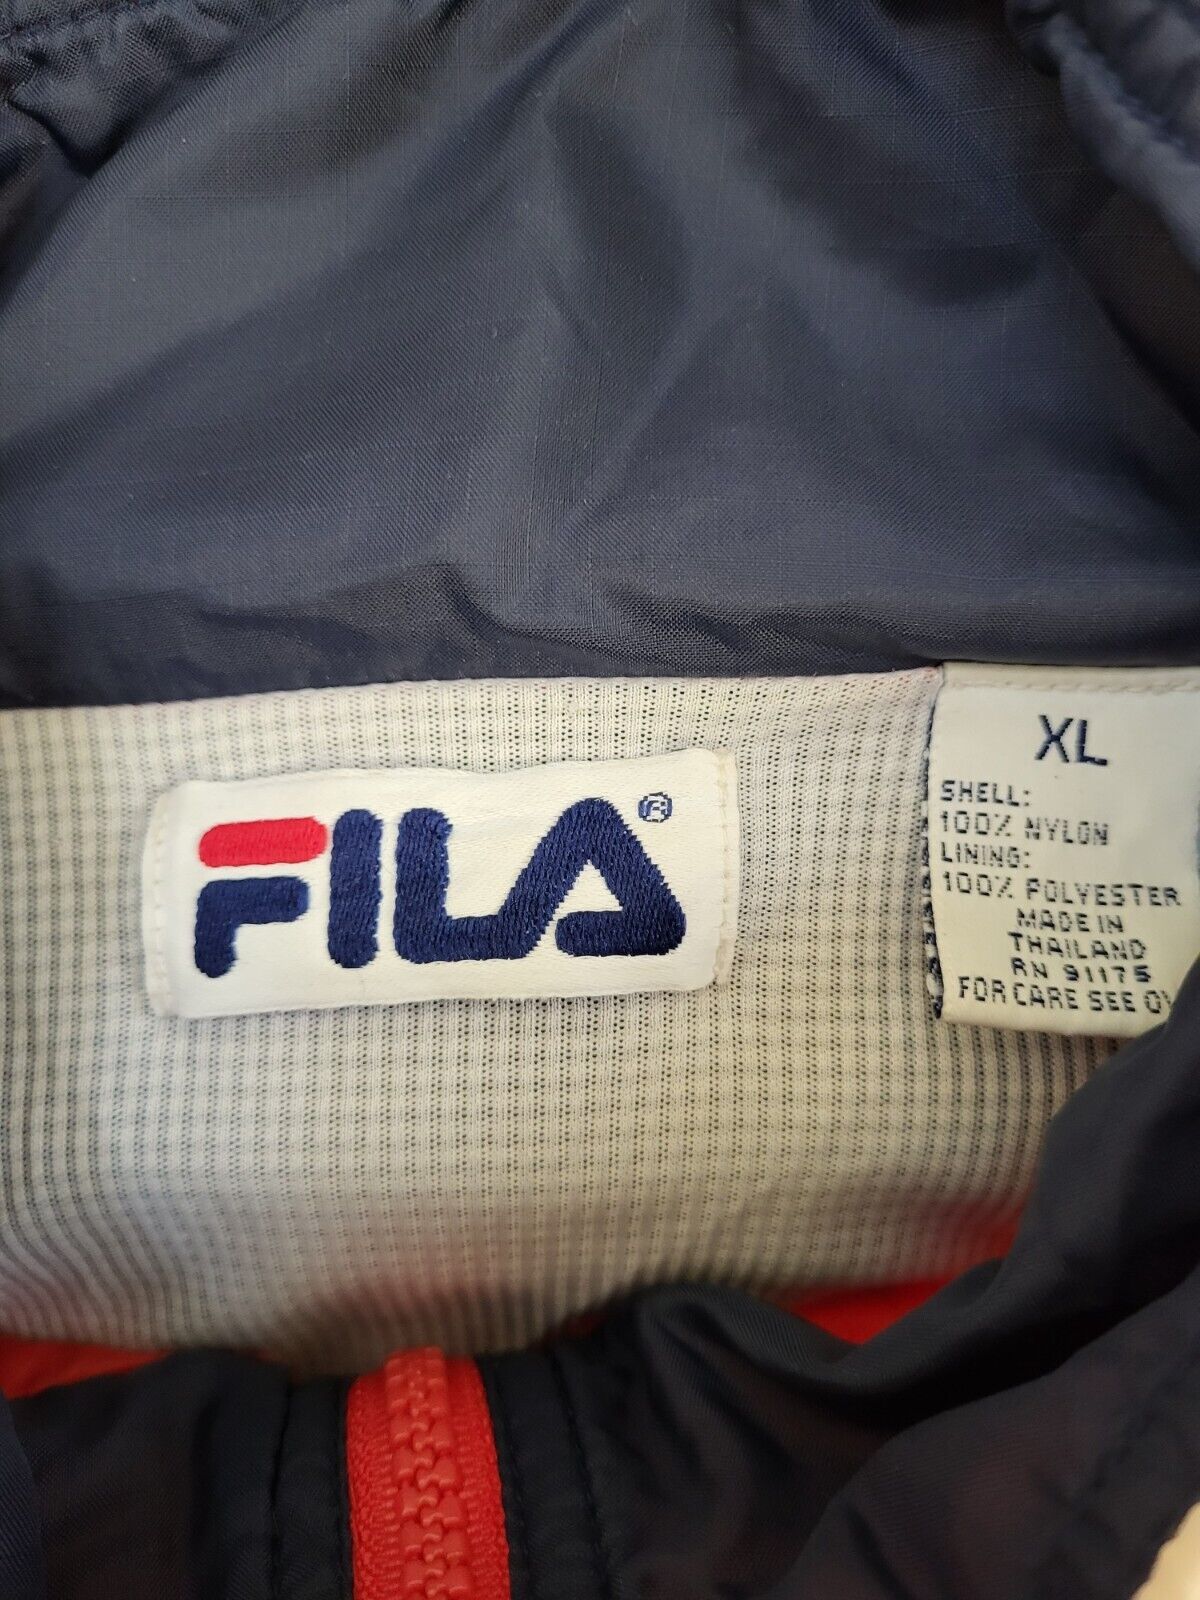 FILA®
XL
SHELL:
100% NYLON
LINING:
100% POLYESTER
MADE IN
THAILAND
RN 91175
FOR CARE SEE